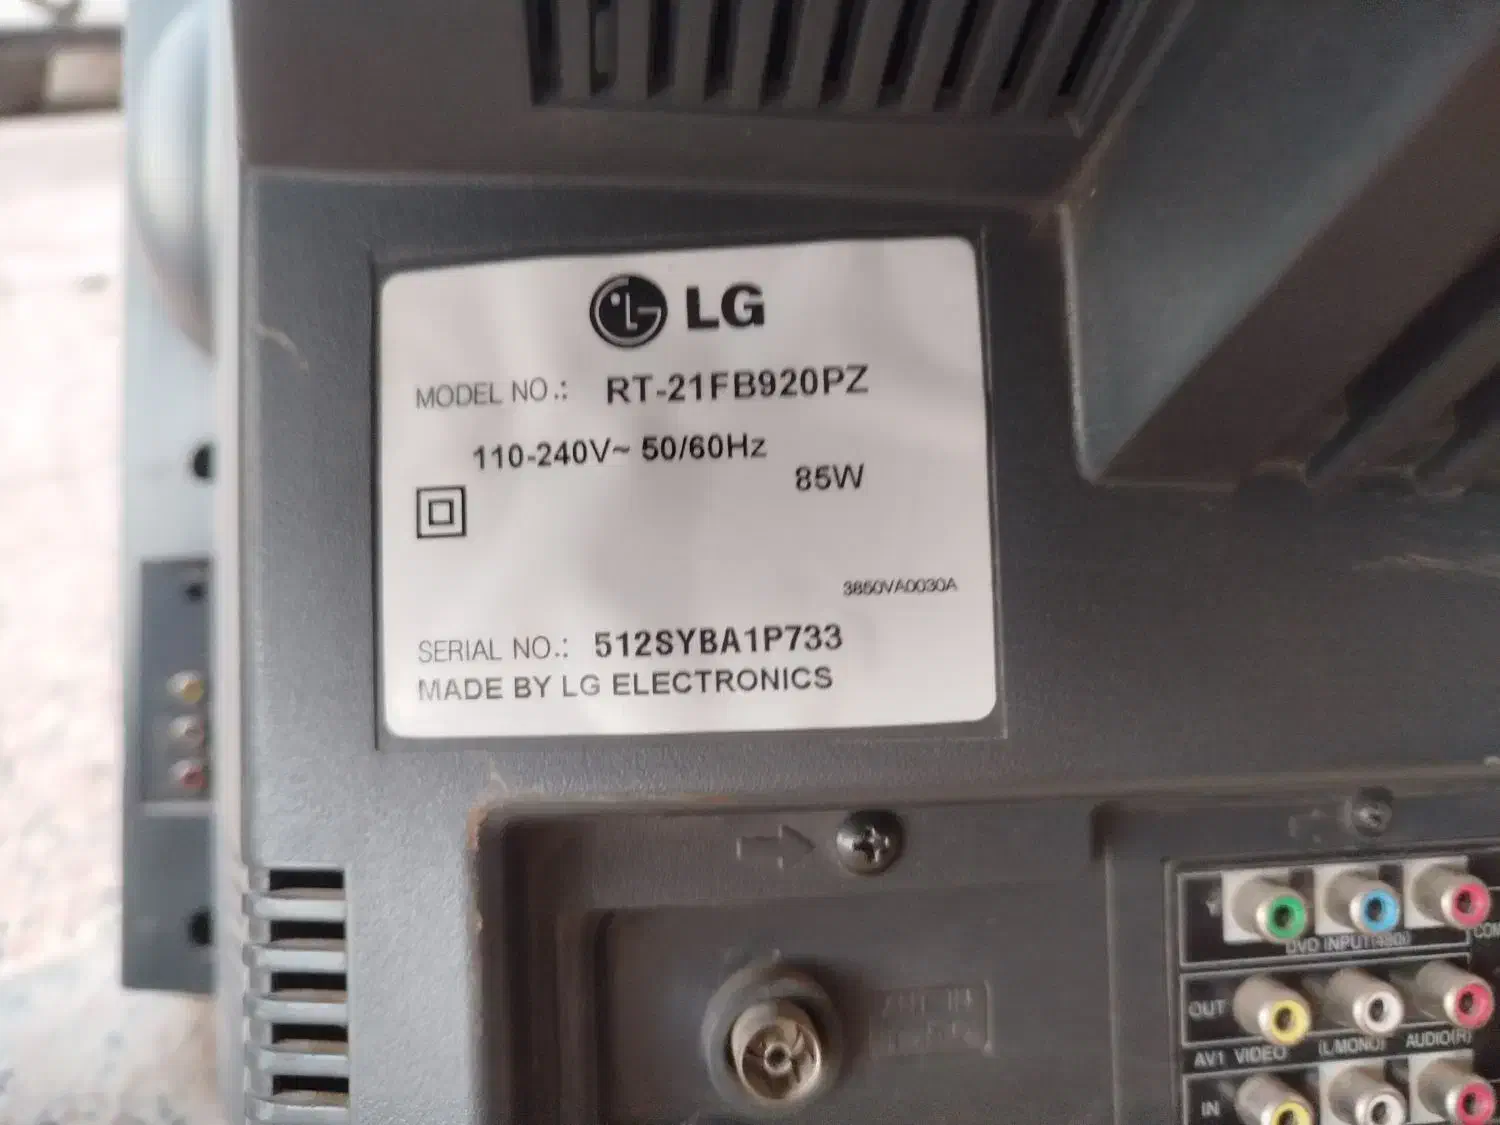 LG
MODEL NO.: RT-21FB920PZ
110-240V~ 50/60Hz
85W
3850VA0030A
SERIAL NO.: 512SYBA1P733
MADE BY LG ELECTRONICS
DVD INPUT(480i)
OUT
AV1 VIDEO (L/MONO) AUDIO(R)
IN